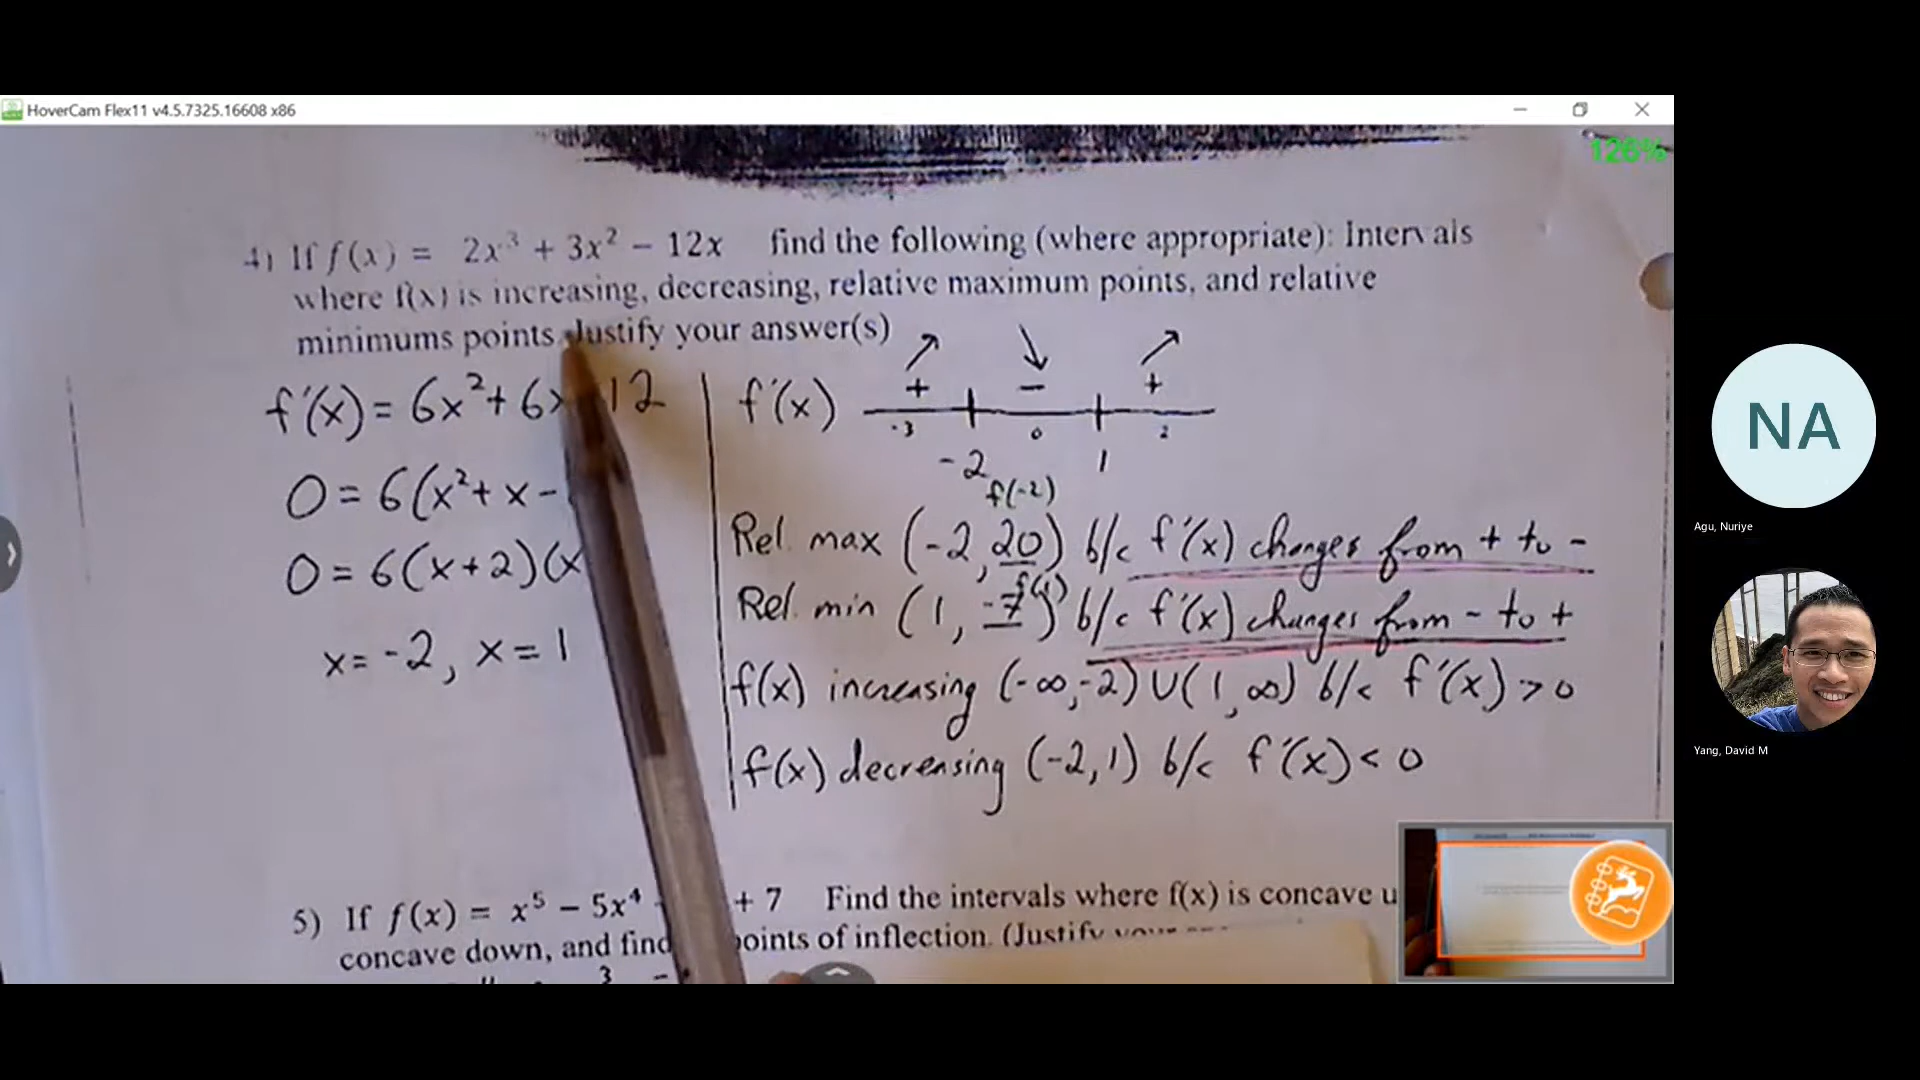 HoverCam Flex11 v4.5.7325.16608 x86
126%
4) If f(x) = 2x³ + 3x² − 12x find the following (where appropriate): Intervals
where f(x) is increasing, decreasing, relative maximum points, and relative
minimums points. Justify your answer(s)
f'(x) = 6x² + 6x 12
0 = 6(x² + x -
0 = 6(x+2)(x
x = -2, x = 1
f'(x) + − +
-3 0 2
-2 1
f(-2)
Rel. max (-2, 20) b/c f'(x) changes from + to -
f(1)
Rel. min (1, -7) b/c f'(x) changes from - to +
f(x) increasing (-∞,-2) U (1, ∞) b/c f'(x) > 0
f(x) decreasing (-2,1) b/c f'(x) < 0
5) If f(x) = x⁵ − 5x⁴ + 7 Find the intervals where f(x) is concave u
concave down, and find points of inflection. (Justify
NA
Agu, Nuriye
Yang, David M